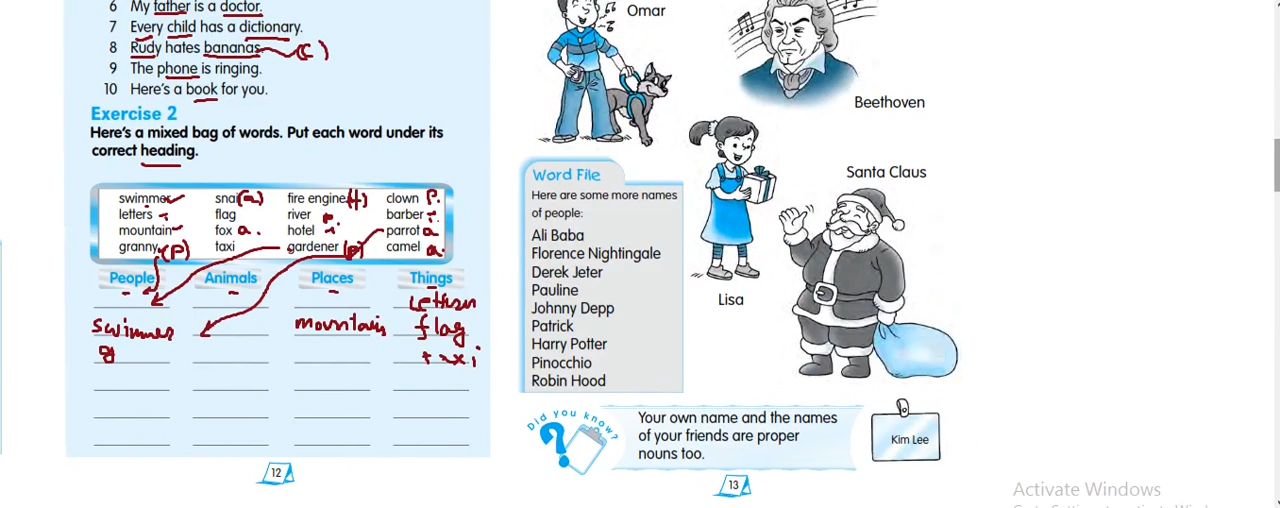 6 My father is a doctor.
7 Every child has a dictionary.
8 Rudy hates bananas. (C)
9 The phone is ringing.
10 Here's a book for you.
Exercise 2
Here's a mixed bag of words. Put each word under its
correct heading.
swimmer (a) fire engine clown P.
letters flag river P. barber
mountain fox a. hotel parrot a
granny (P) taxi gardener (P) camel a.
People Animals Places Things
Letters
swimmer mountain flag
g taxi
12
Omar
Beethoven
Lisa
Santa Claus
Word File
Here are some more names
of people:
Ali Baba
Florence Nightingale
Derek Jeter
Pauline
Johnny Depp
Patrick
Harry Potter
Pinocchio
Robin Hood
Did you know?
?
Your own name and the names
of your friends are proper
nouns too.
Kim Lee
13
Activate Windows